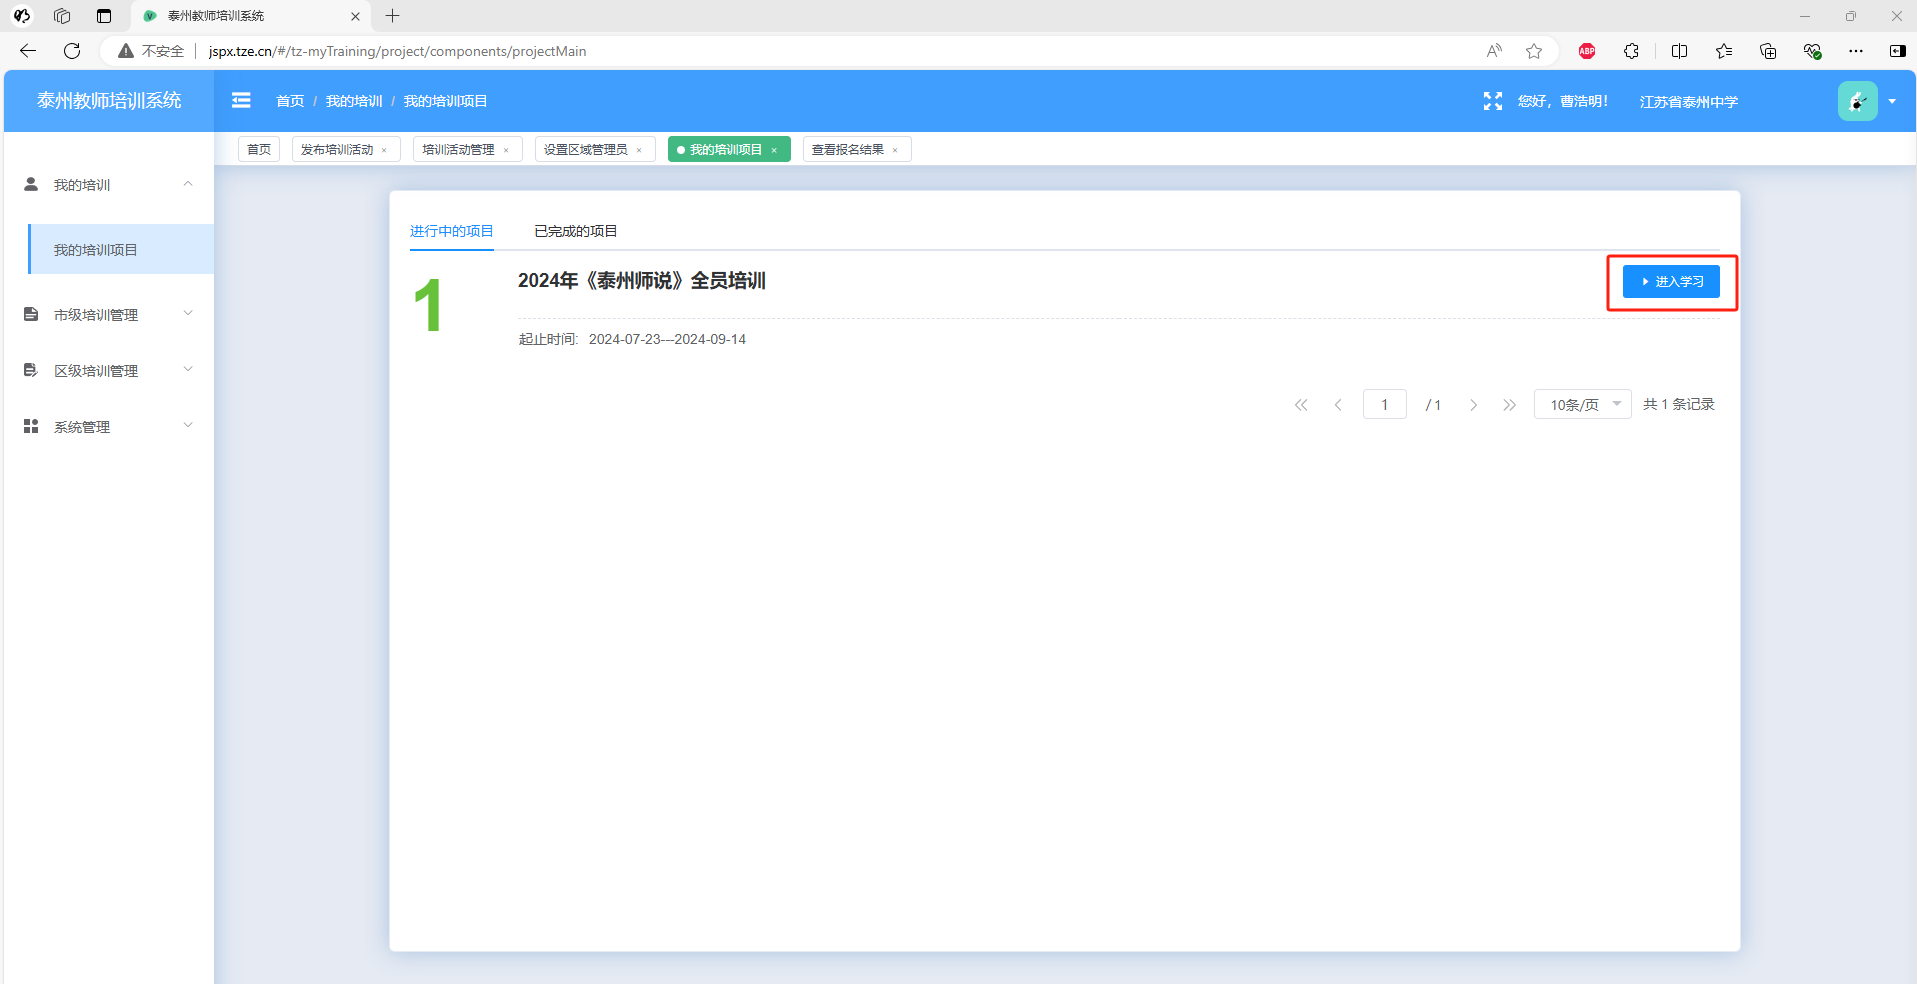 泰州教师培训系统
不安全
jspx.tze.cn/#/tz-myTraining/project/components/projectMain
ABP
泰州教师培训系统
首页 / 我的培训 / 我的培训项目
您好，曹浩明！
江苏省泰州中学
首页
发布培训活动 ×
培训活动管理 ×
设置区域管理员 ×
我的培训项目 ×
查看报名结果 ×
我的培训
我的培训项目
市级培训管理
区级培训管理
系统管理
进行中的项目
已完成的项目
1
2024年《泰州师说》全员培训
进入学习
起止时间: 2024-07-23---2024-09-14
1
/ 1
10条/页
共 1 条记录